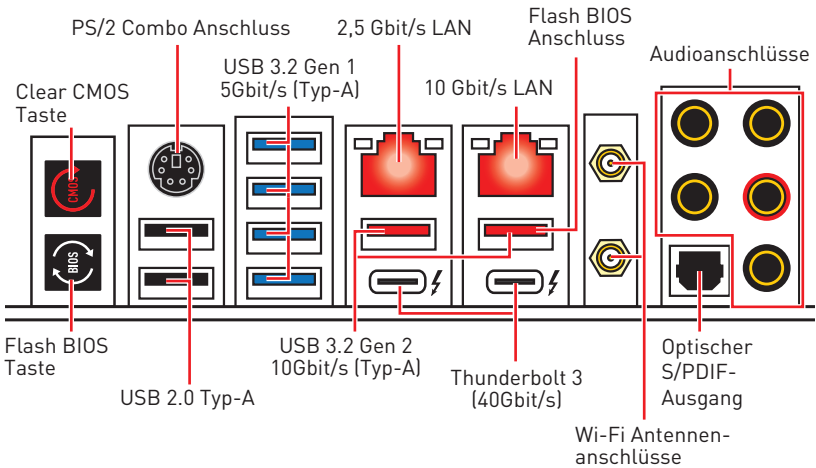 PS/2 Combo Anschluss
2,5 Gbit/s LAN
Flash BIOS
Anschluss
Audioanschlüsse
USB 3.2 Gen 1
5Gbit/s (Typ-A)
10 Gbit/s LAN
Clear CMOS
Taste
CMOS
BIOS
Flash BIOS
Taste
USB 2.0 Typ-A
USB 3.2 Gen 2
10Gbit/s (Typ-A)
Thunderbolt 3
(40Gbit/s)
Optischer
S/PDIF-
Ausgang
Wi-Fi Antennen-
anschlüsse